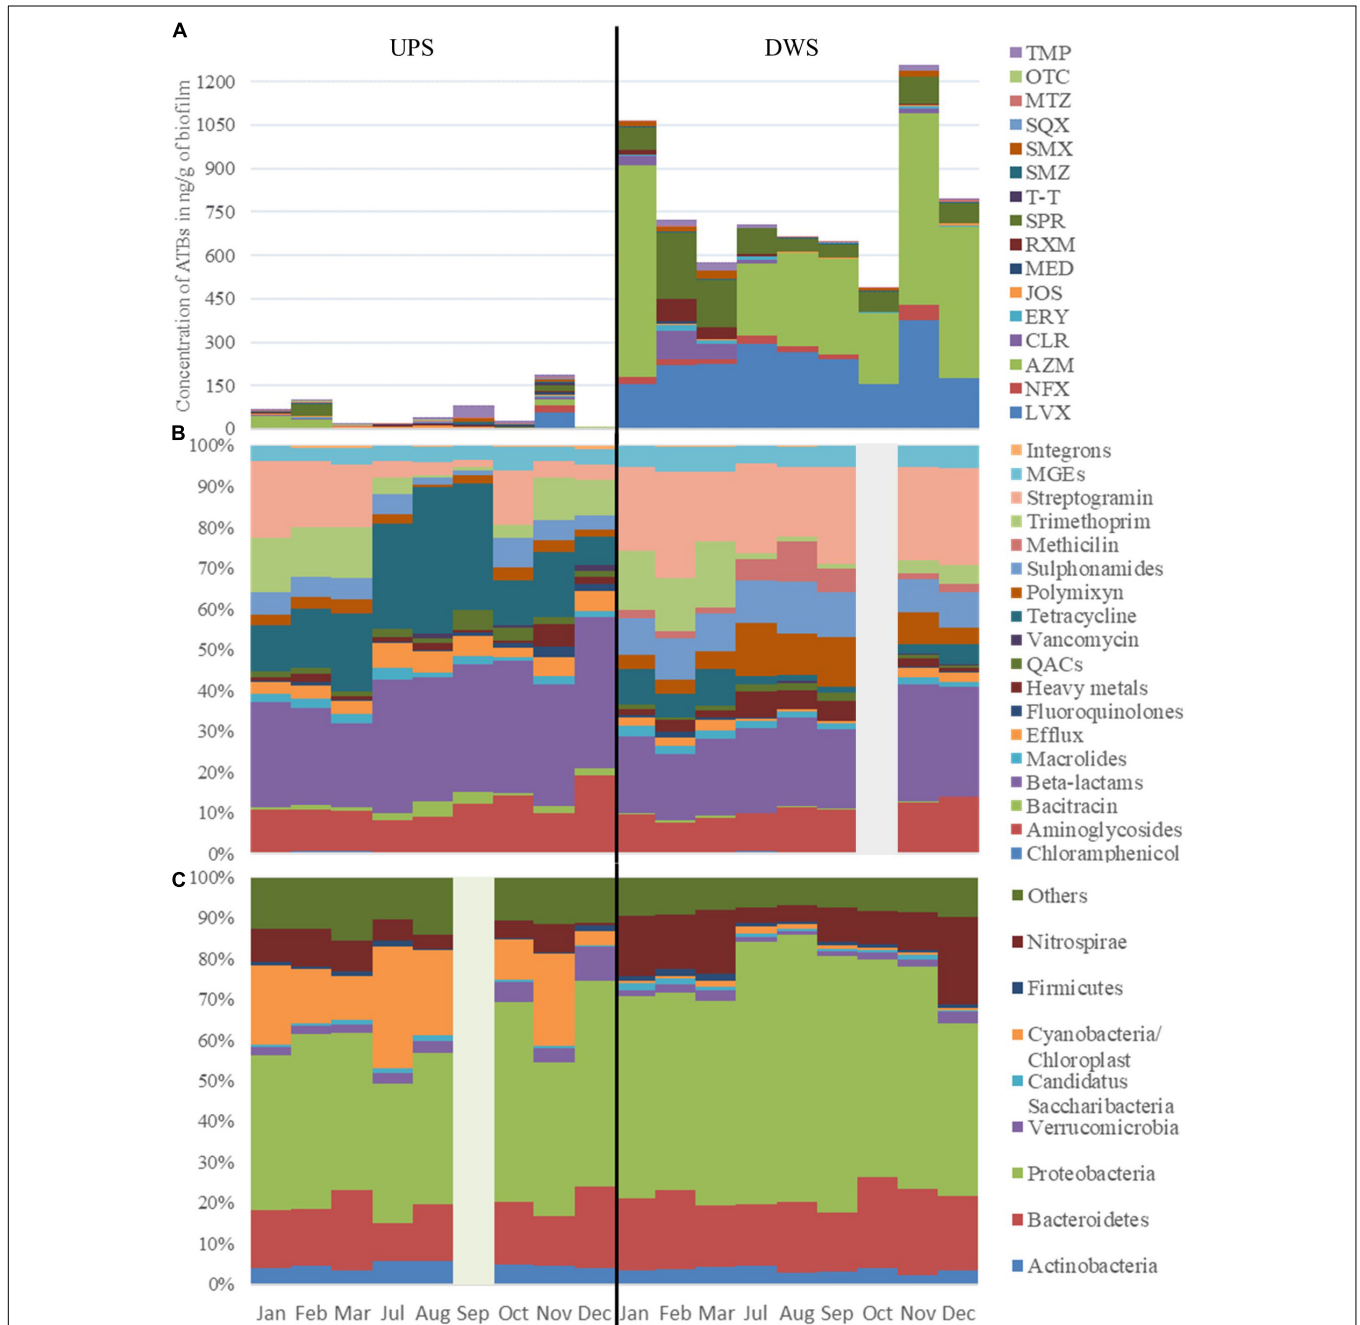 A
UPS
DWS
Concentration of ATBs in ng/g of biofilm
1200
1050
900
750
600
450
300
150
0
TMP
OTC
MTZ
SQX
SMX
SMZ
T-T
SPR
RXM
MED
JOS
ERY
CLR
AZM
NFX
LVX
B
100%
90%
80%
70%
60%
50%
40%
30%
20%
10%
0%
Integrons
MGEs
Streptogramin
Trimethoprim
Methicilin
Sulphonamides
Polymixyn
Tetracycline
Vancomycin
QACs
Heavy metals
Fluoroquinolones
Efflux
Macrolides
Beta-lactams
Bacitracin
Aminoglycosides
Chloramphenicol
C
100%
90%
80%
70%
60%
50%
40%
30%
20%
10%
0%
Others
Nitrospirae
Firmicutes
Cyanobacteria/
Chloroplast
Candidatus
Saccharibacteria
Verrucomicrobia
Proteobacteria
Bacteroidetes
Actinobacteria
Jan Feb Mar Jul Aug Sep Oct Nov Dec Jan Feb Mar Jul Aug Sep Oct Nov Dec